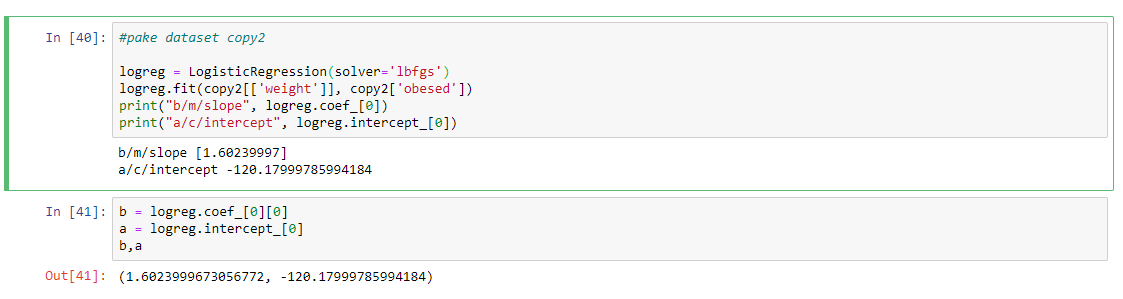 In [40]: #pake dataset copy2
logreg = LogisticRegression(solver='lbfgs')
logreg.fit(copy2[['weight']], copy2['obesed'])
print("b/m/slope", logreg.coef_[0])
print("a/c/intercept", logreg.intercept_[0])
b/m/slope [1.60239997]
a/c/intercept -120.17999785994184
In [41]: b = logreg.coef_[0][0]
a = logreg.intercept_[0]
b,a
Out[41]: (1.6023999673056772, -120.17999785994184)